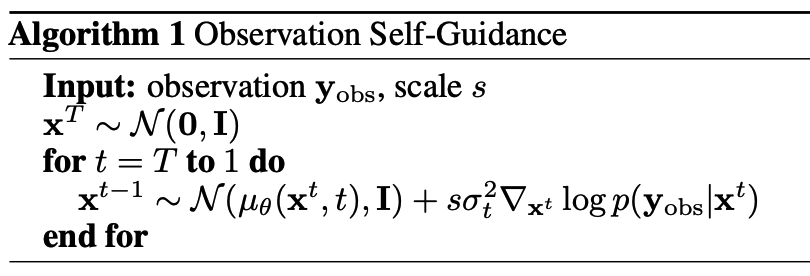 Algorithm 1 Observation Self-Guidance
Input: observation $\mathbf{y}_{\mathrm{obs}}$, scale $s$
$\mathbf{x}^T \sim \mathcal{N}(\mathbf{0}, \mathbf{I})$
for $t = T$ to $1$ do
$\mathbf{x}^{t-1} \sim \mathcal{N}(\mu_\theta(\mathbf{x}^t, t), \mathbf{I}) + s\sigma_t^2 \nabla_{\mathbf{x}^t} \log p(\mathbf{y}_{\mathrm{obs}}|\mathbf{x}^t)$
end for